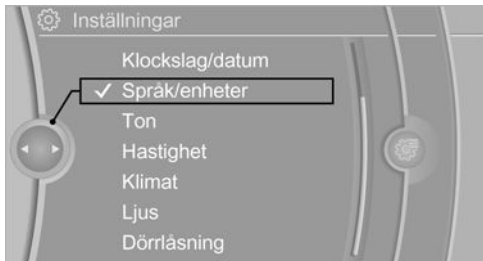 Inställningar
Klockslag/datum
Språk/enheter
Ton
Hastighet
Klimat
Ljus
Dörrlåsning